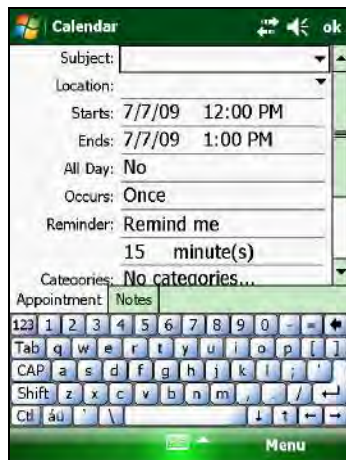 Calendar ok
Subject:
Location:
Starts: 7/7/09 12:00 PM
Ends: 7/7/09 1:00 PM
All Day: No
Occurs: Once
Reminder: Remind me
15 minute(s)
Categories: No categories...
Appointment Notes
123 1 2 3 4 5 6 7 8 9 0 - =
Tab q w e r t y u i o p [ ]
CAP a s d f g h j k l ; '
Shift z x c v b n m , . /
Ctl áü ` \
Menu